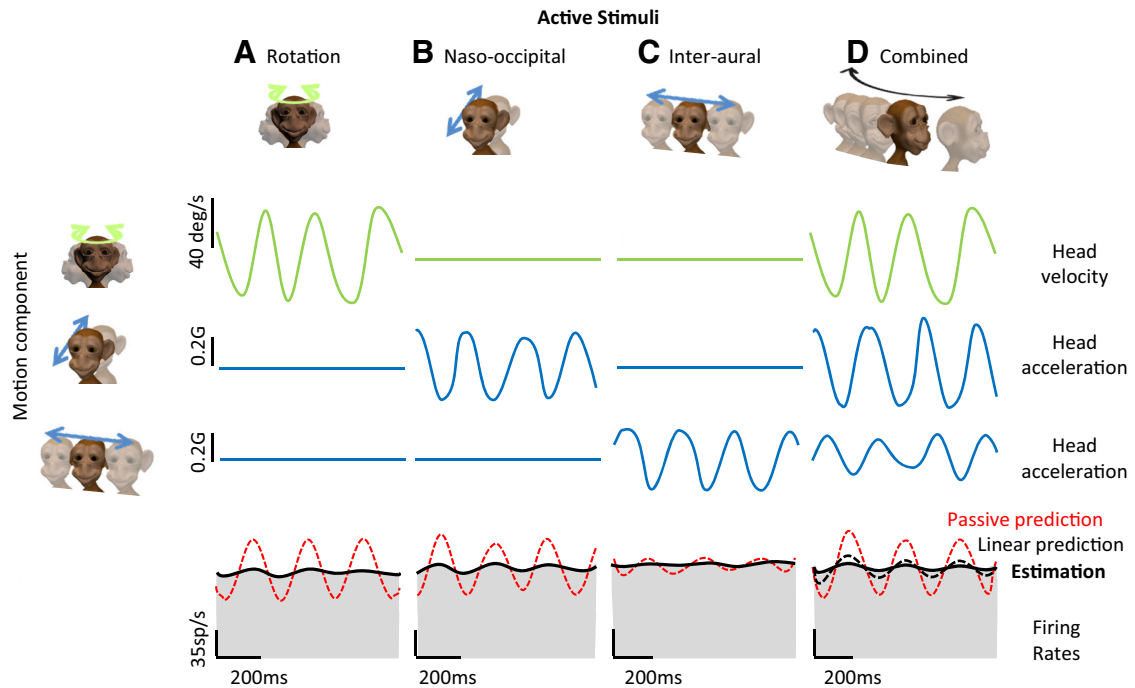 Active Stimuli
A Rotation
B Naso-occipital
C Inter-aural
D Combined
Motion component
40 deg/s
Head
velocity
0.2G
Head
acceleration
0.2G
Head
acceleration
Passive prediction
Linear prediction
Estimation
35sp/s
Firing
Rates
200ms
200ms
200ms
200ms